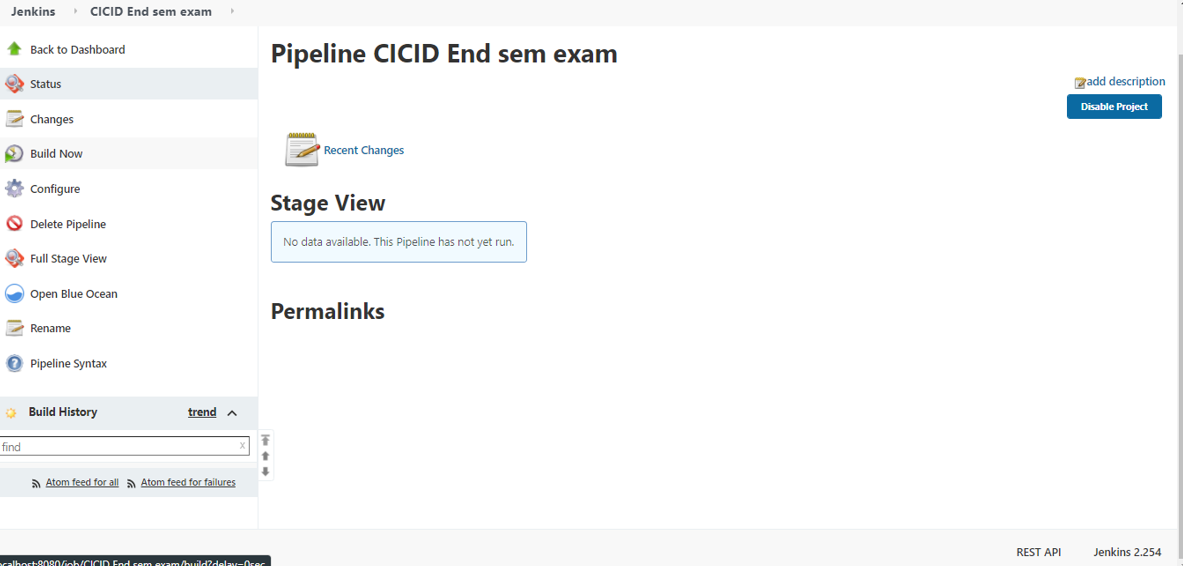 Jenkins CICID End sem exam
Back to Dashboard
Status
Changes
Build Now
Configure
Delete Pipeline
Full Stage View
Open Blue Ocean
Rename
Pipeline Syntax
Build History trend
find x
Atom feed for all Atom feed for failures
Pipeline CICID End sem exam
add description
Disable Project
Recent Changes
Stage View
No data available. This Pipeline has not yet run.
Permalinks
REST API Jenkins 2.254
ocalhost:8080/job/CICID End sem exam/build?delay=0sec